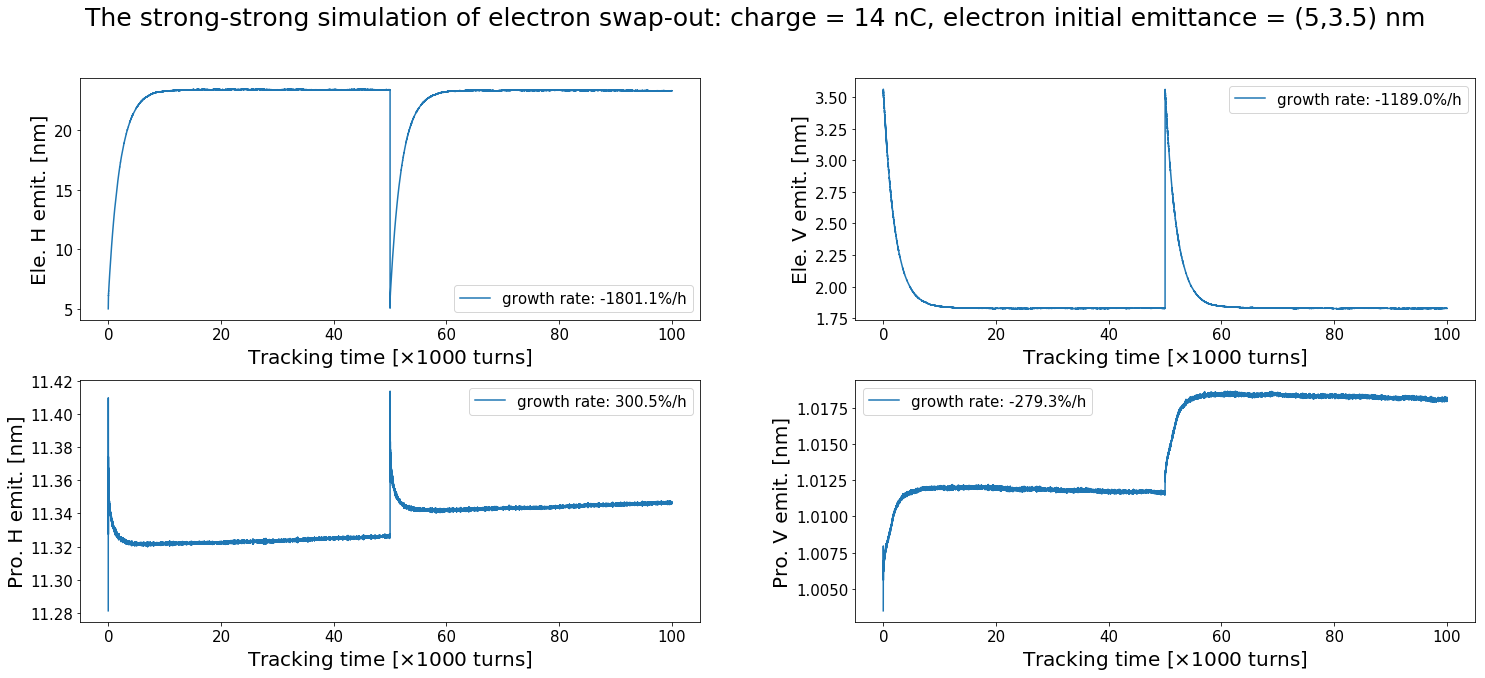 The strong-strong simulation of electron swap-out: charge = 14 nC, electron initial emittance = (5,3.5) nm
Ele. H emit. [nm]
20
15
10
5
growth rate: -1801.1%/h
0 20 40 60 80 100
Tracking time [×1000 turns]
Ele. V emit. [nm]
3.50
3.25
3.00
2.75
2.50
2.25
2.00
1.75
growth rate: -1189.0%/h
0 20 40 60 80 100
Tracking time [×1000 turns]
Pro. H emit. [nm]
11.42
11.40
11.38
11.36
11.34
11.32
11.30
11.28
growth rate: 300.5%/h
0 20 40 60 80 100
Tracking time [×1000 turns]
Pro. V emit. [nm]
1.0175
1.0150
1.0125
1.0100
1.0075
1.0050
growth rate: -279.3%/h
0 20 40 60 80 100
Tracking time [×1000 turns]